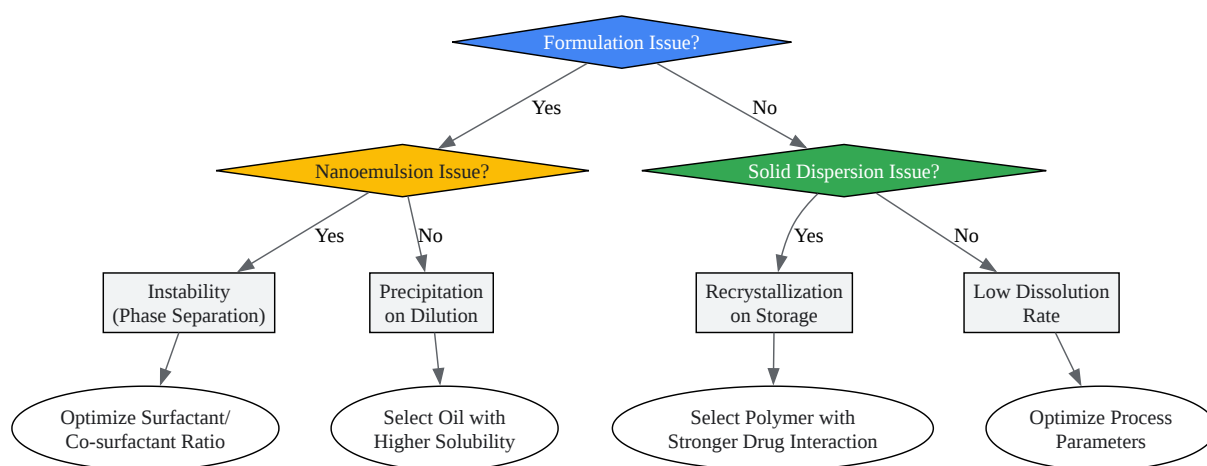 Formulation Issue?
Yes
No
Nanoemulsion Issue?
Solid Dispersion Issue?
Yes
No
Yes
No
Instability
(Phase Separation)
Precipitation
on Dilution
Recrystallization
on Storage
Low Dissolution
Rate
Optimize Surfactant/
Co-surfactant Ratio
Select Oil with
Higher Solubility
Select Polymer with
Stronger Drug Interaction
Optimize Process
Parameters